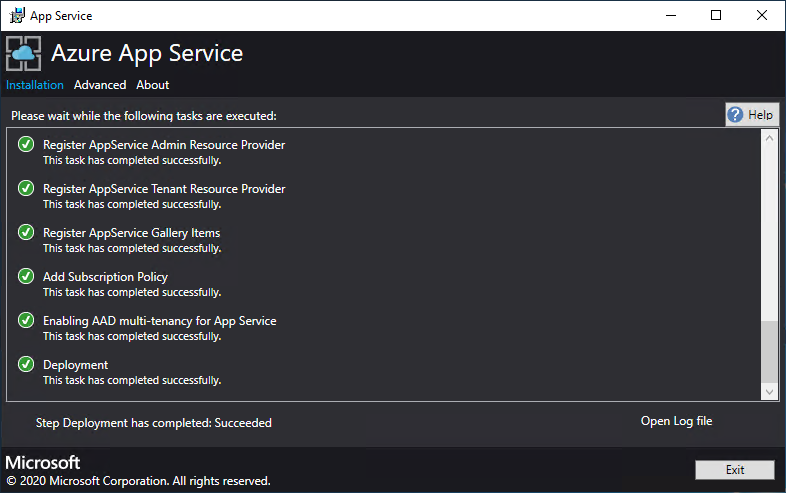 App Service
Azure App Service
Installation Advanced About
Please wait while the following tasks are executed:
Help
Register AppService Admin Resource Provider
This task has completed successfully.
Register AppService Tenant Resource Provider
This task has completed successfully.
Register AppService Gallery Items
This task has completed successfully.
Add Subscription Policy
This task has completed successfully.
Enabling AAD multi-tenancy for App Service
This task has completed successfully.
Deployment
This task has completed successfully.
Step Deployment has completed: Succeeded
Open Log file
Microsoft
© 2020 Microsoft Corporation. All rights reserved.
Exit